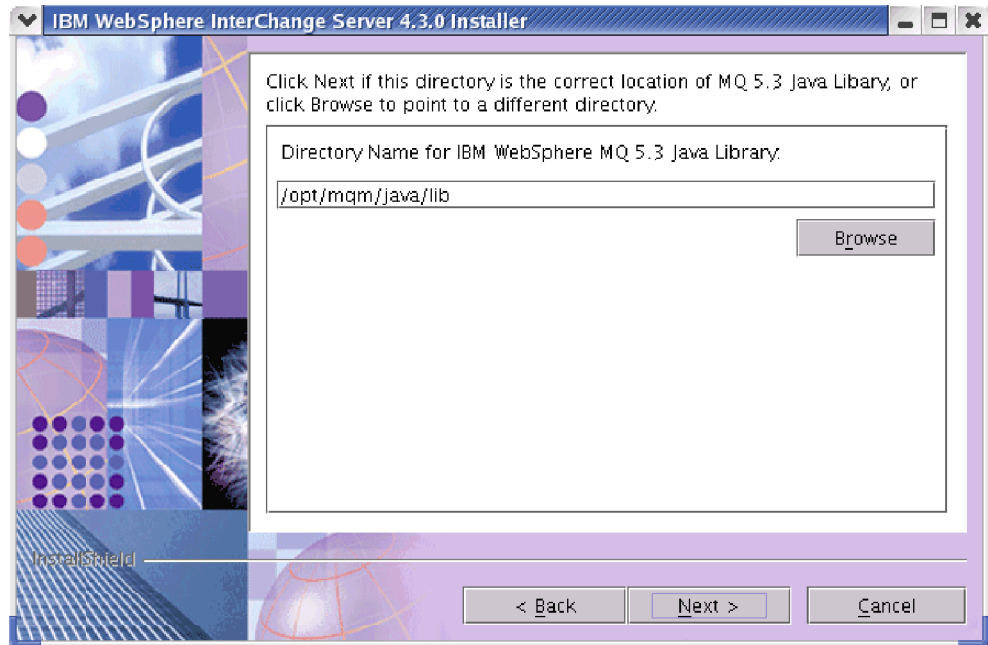 IBM WebSphere InterChange Server 4.3.0 Installer
Click Next if this directory is the correct location of MQ 5.3 Java Libary, or
click Browse to point to a different directory.
Directory Name for IBM WebSphere MQ 5.3 Java Library:
/opt/mqm/java/lib
Browse
InstallShield
< Back
Next >
Cancel